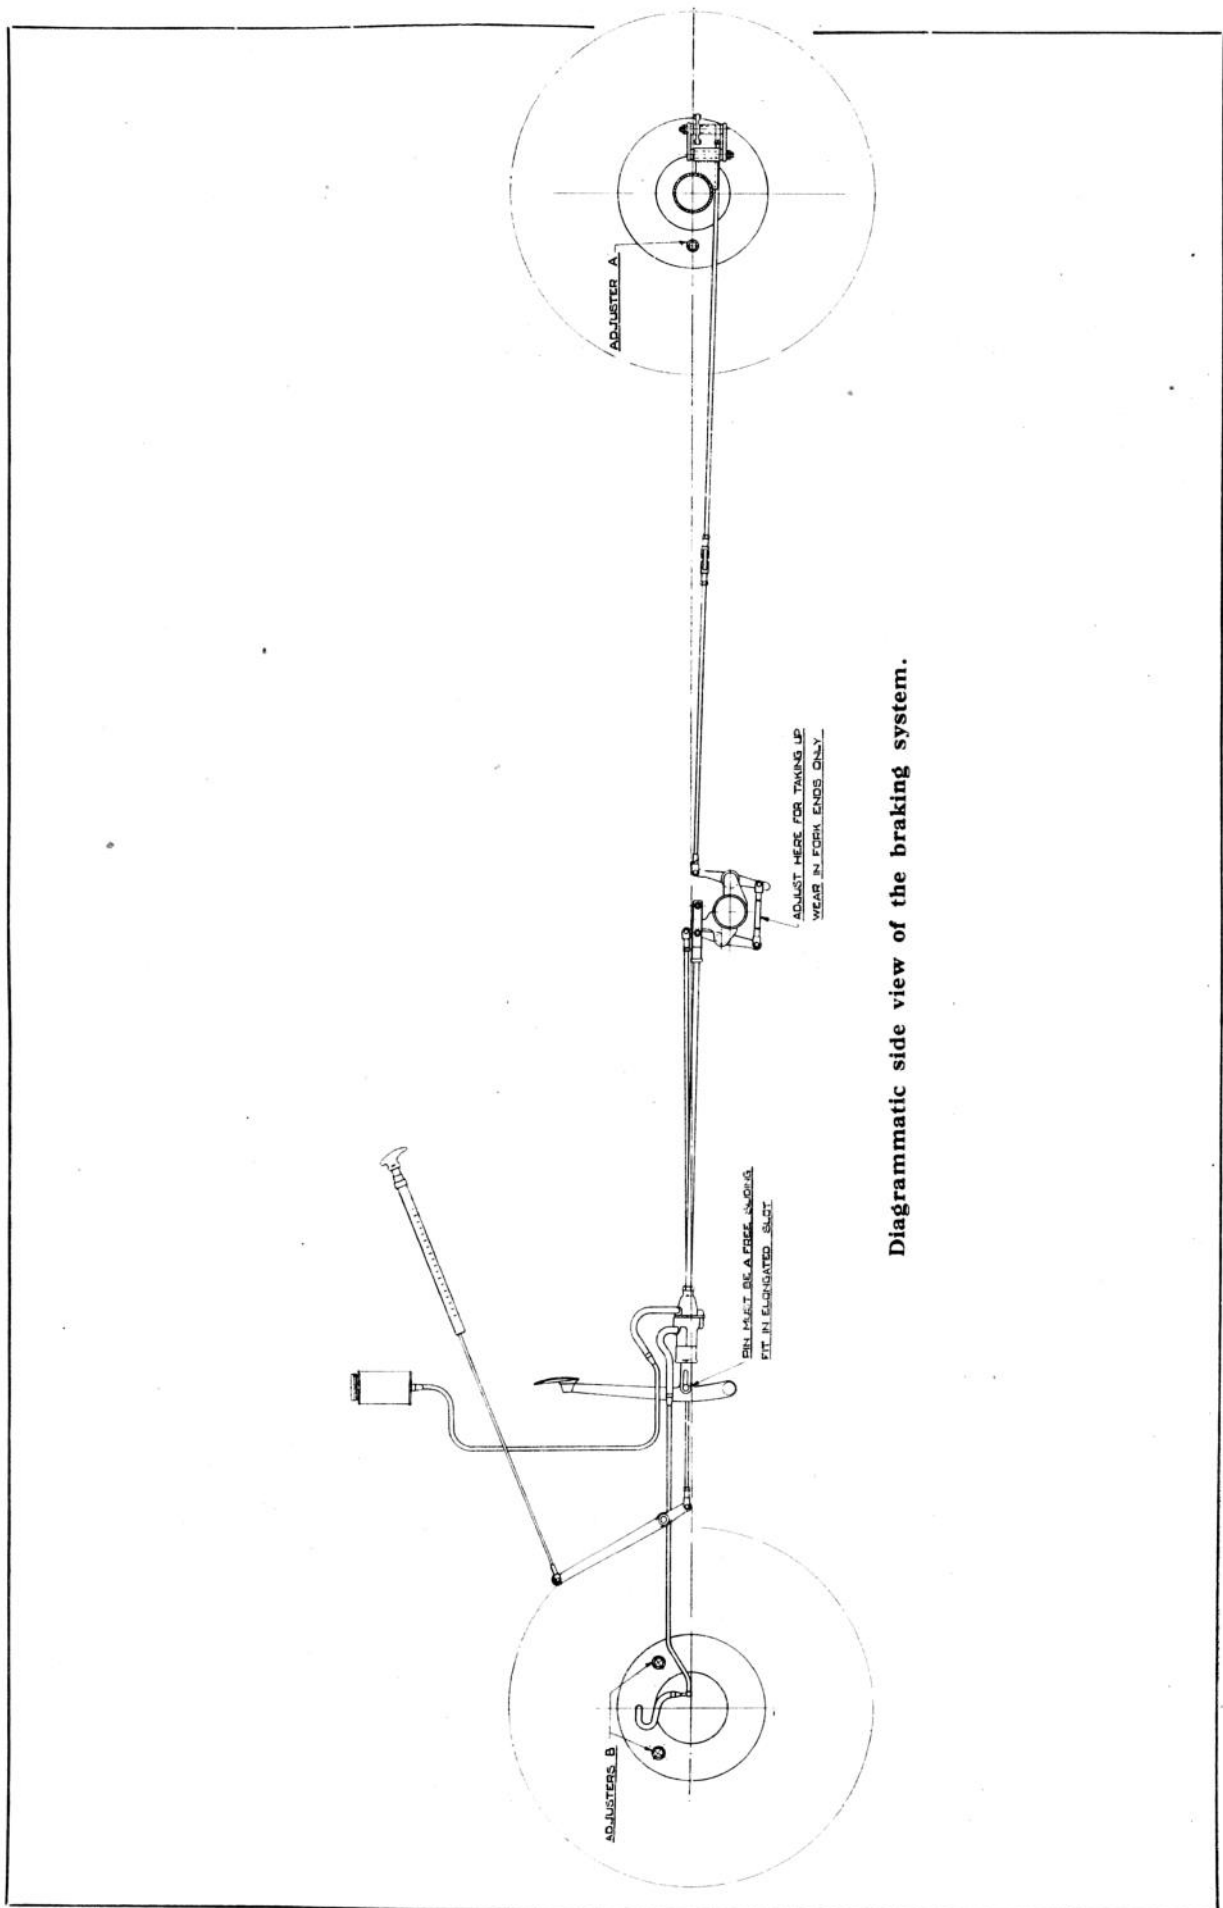 ADJUSTER A
ADJUSTERS B
PIN MUST BE A FREE SLIDING
FIT IN ELONGATED SLOT
ADJUST HERE FOR TAKING UP
WEAR IN FORK ENDS ONLY
Diagrammatic side view of the braking system.